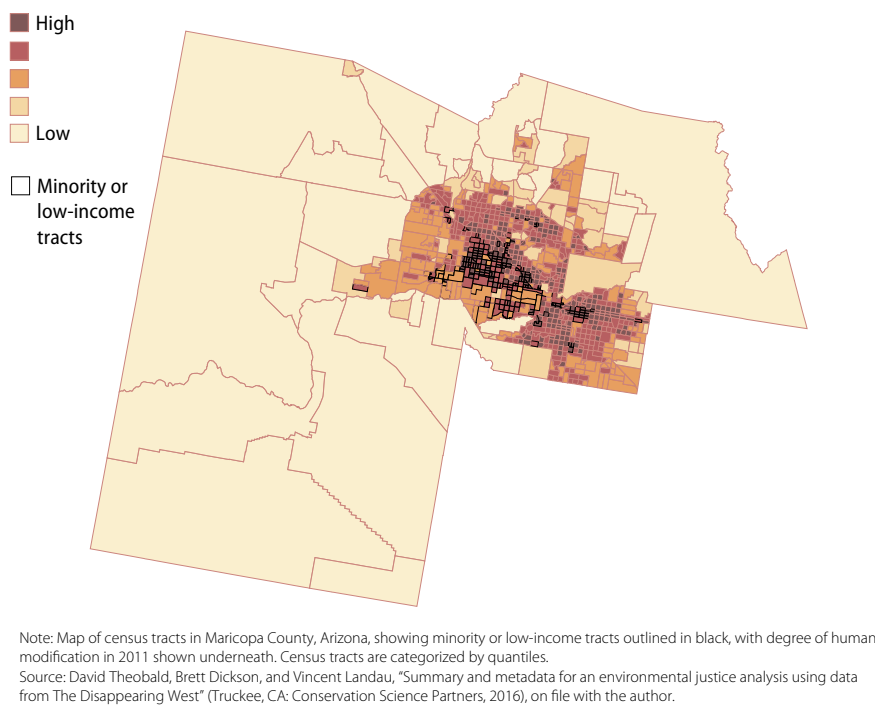 High
Low
Minority or
low-income
tracts
Note: Map of census tracts in Maricopa County, Arizona, showing minority or low-income tracts outlined in black, with degree of human
modification in 2011 shown underneath. Census tracts are categorized by quantiles.
Source: David Theobald, Brett Dickson, and Vincent Landau, “Summary and metadata for an environmental justice analysis using data
from The Disappearing West” (Truckee, CA: Conservation Science Partners, 2016), on file with the author.